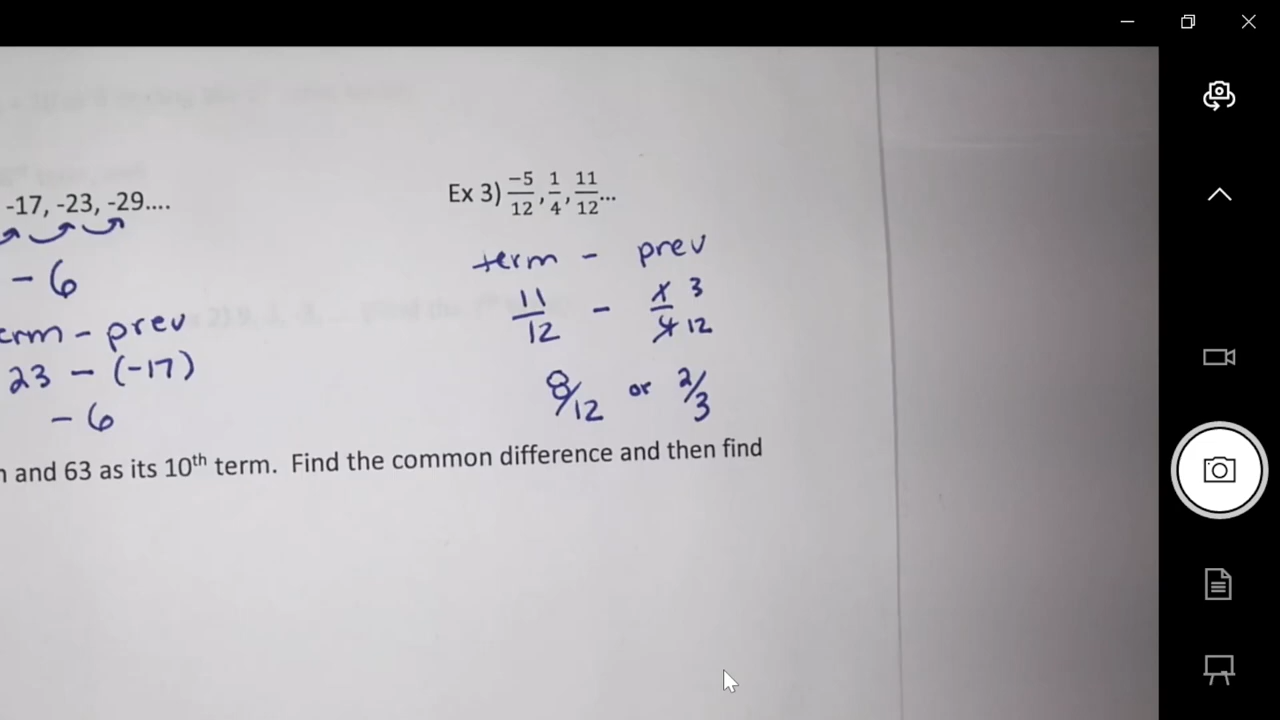 -17, -23, -29....
- 6
erm - prev
23 - (-17)
- 6
Ex 3) -5/12, 1/4, 11/12...
term - prev
11/12 - 1/4 3/12
8/12 or 2/3
and 63 as its 10th term. Find the common difference and then find